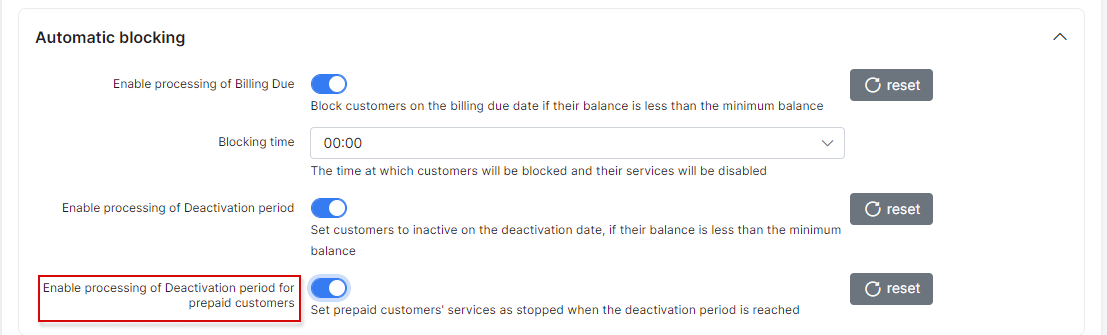 Automatic blocking
Enable processing of Billing Due
reset
Block customers on the billing due date if their balance is less than the minimum balance
Blocking time
00:00
The time at which customers will be blocked and their services will be disabled
Enable processing of Deactivation period
reset
Set customers to inactive on the deactivation date, if their balance is less than the minimum
balance
Enable processing of Deactivation period for
prepaid customers
reset
Set prepaid customers' services as stopped when the deactivation period is reached